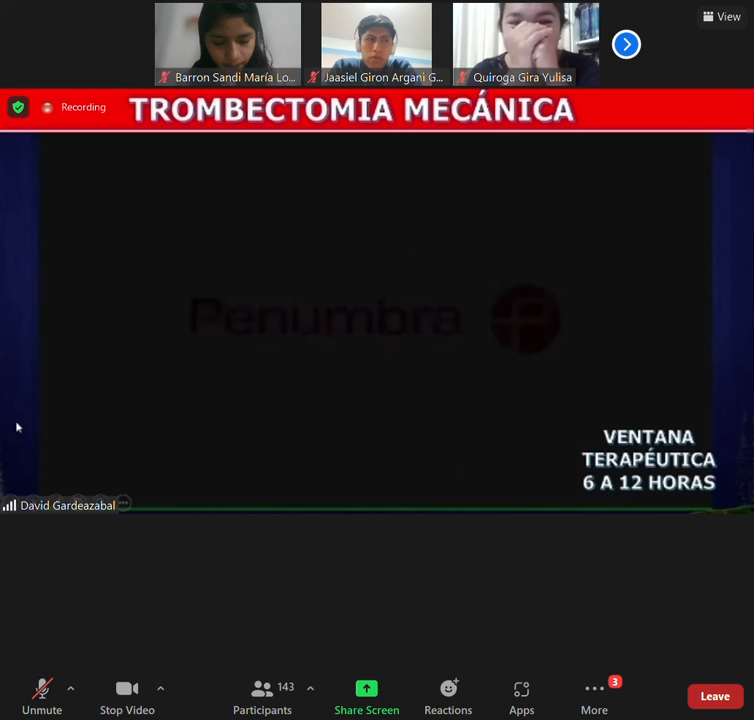 View
Barron Sandi María Lo...
Jaasiel Giron Argani G...
Quiroga Gira Yulisa
Recording
TROMBECTOMIA MECÁNICA
Penumbra
VENTANA
TERAPÉUTICA
6 A 12 HORAS
David Gardeazabal
143
3
Unmute
Stop Video
Participants
Share Screen
Reactions
Apps
More
Leave